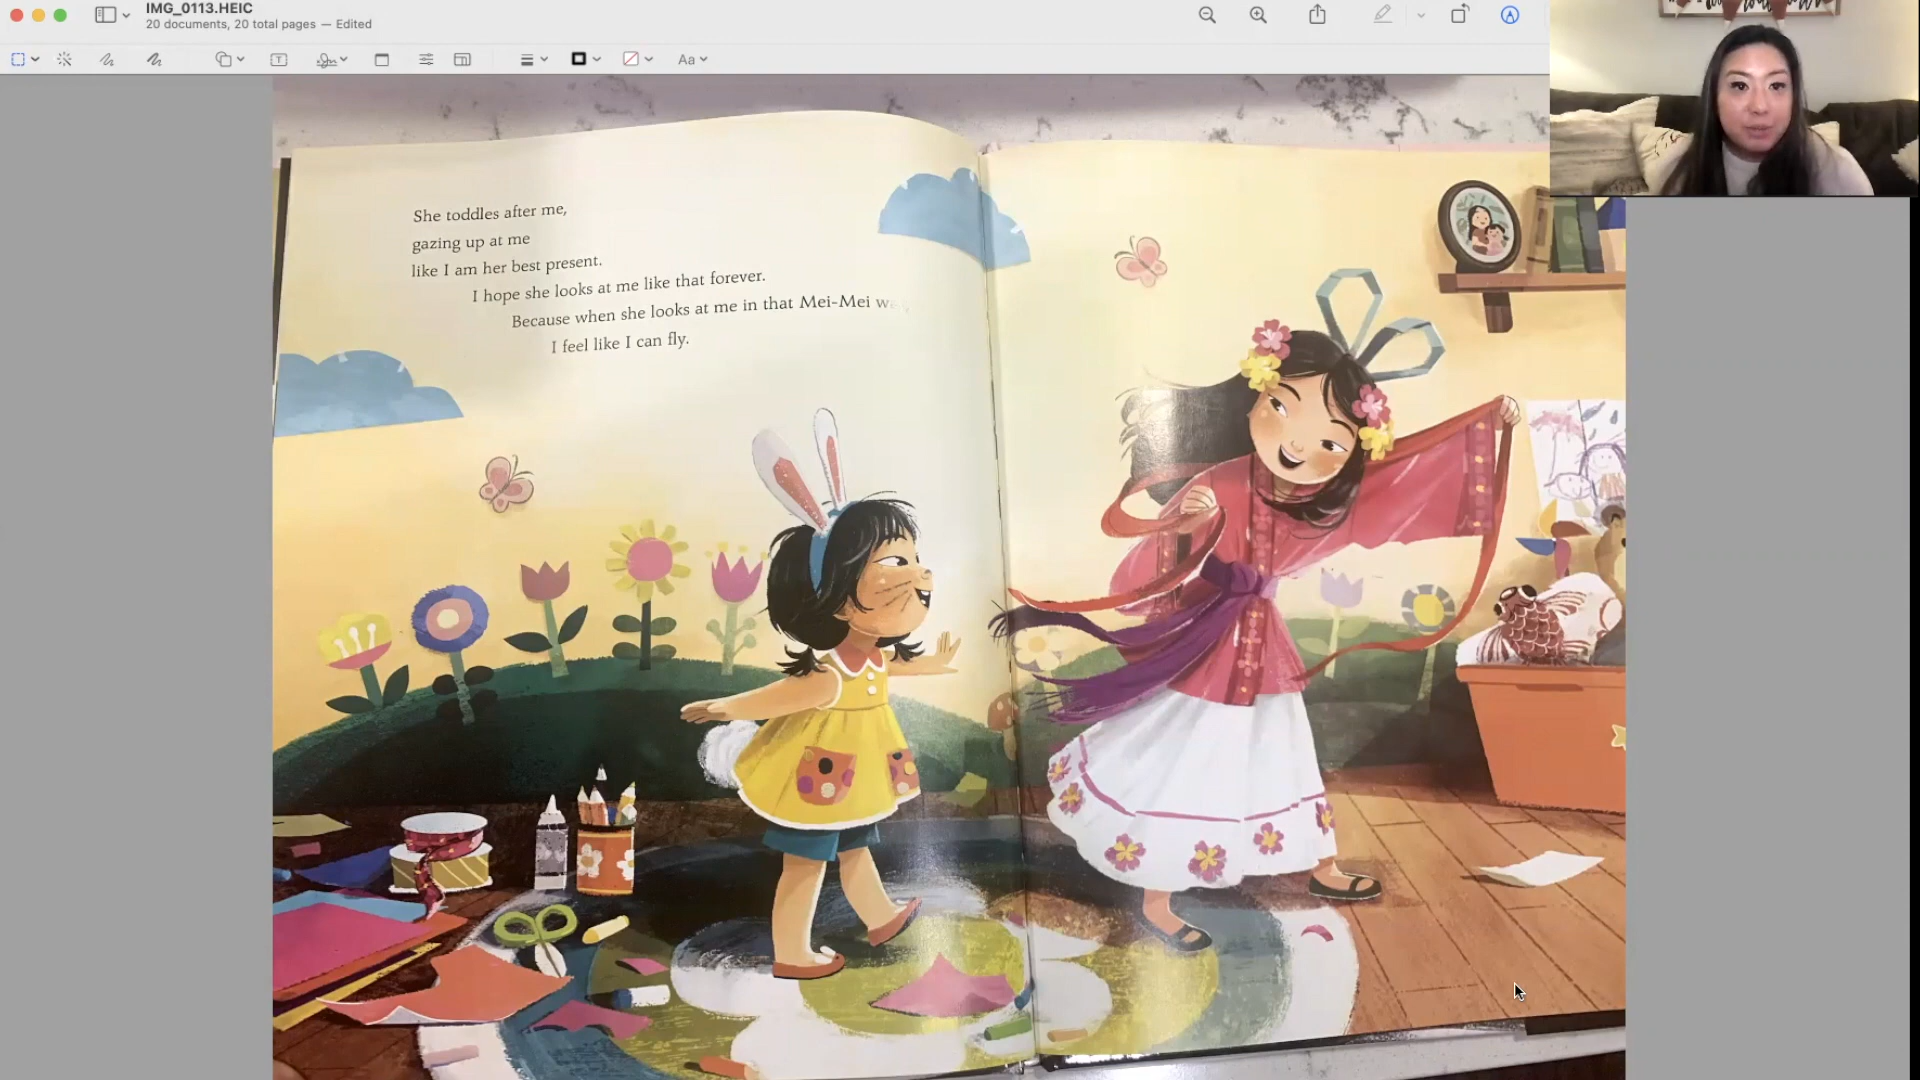 IMG_0113.HEIC
20 documents, 20 total pages — Edited
Aa
She toddles after me,
gazing up at me
like I am her best present.
I hope she looks at me like that forever.
Because when she looks at me in that Mei-Mei
I feel like I can fly.